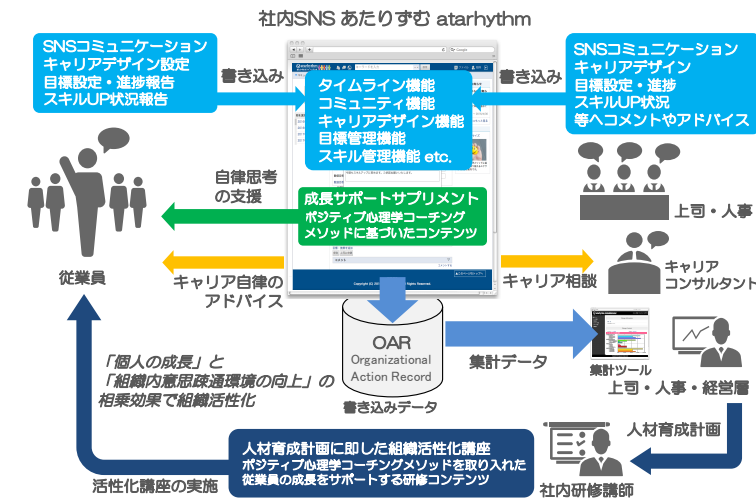 社内SNS あたりずむ atarhythm
SNSコミュニケーション
キャリアデザイン設定
目標設定・進捗報告
スキルUP状況報告
書き込み
タイムライン機能
コミュニティ機能
キャリアデザイン機能
目標管理機能
スキル管理機能 etc.
書き込み
SNSコミュニケーション
キャリアデザイン
目標設定・進捗
スキルUP状況
等へコメントやアドバイス
自律思考
の支援
成長サポートサプリメント
ポジティブ心理学コーチング
メソッドに基づいたコンテンツ
上司・人事
従業員
キャリア自律の
アドバイス
キャリア相談
キャリア
コンサルタント
OAR
Organizational
Action Record
書き込みデータ
集計データ
集計ツール
上司・人事・経営層
「個人の成長」と
「組織内意思疎通環境の向上」の
相乗効果で組織活性化
人材育成計画
人材育成計画に即した組織活性化講座
ポジティブ心理学コーチングメソッドを取り入れた
従業員の成長をサポートする研修コンテンツ
活性化講座の実施
社内研修講師